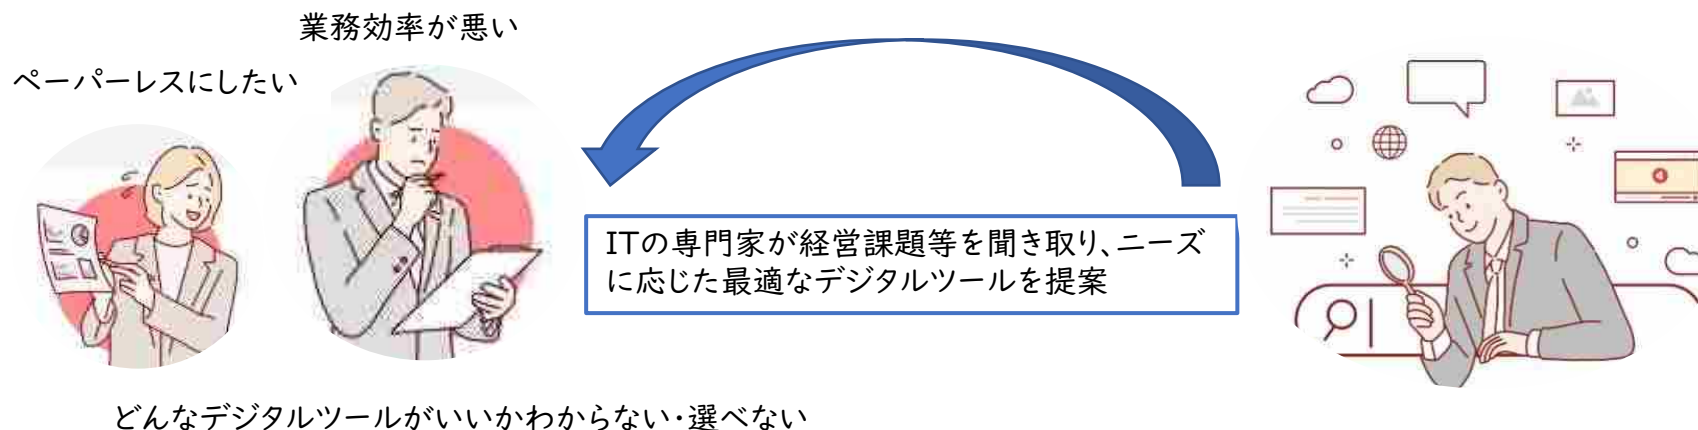 業務効率が悪い
ペーパーレスにしたい
ITの専門家が経営課題等を聞き取り、ニーズ
に応じた最適なデジタルツールを提案
どんなデジタルツールがいいかわからない・選べない